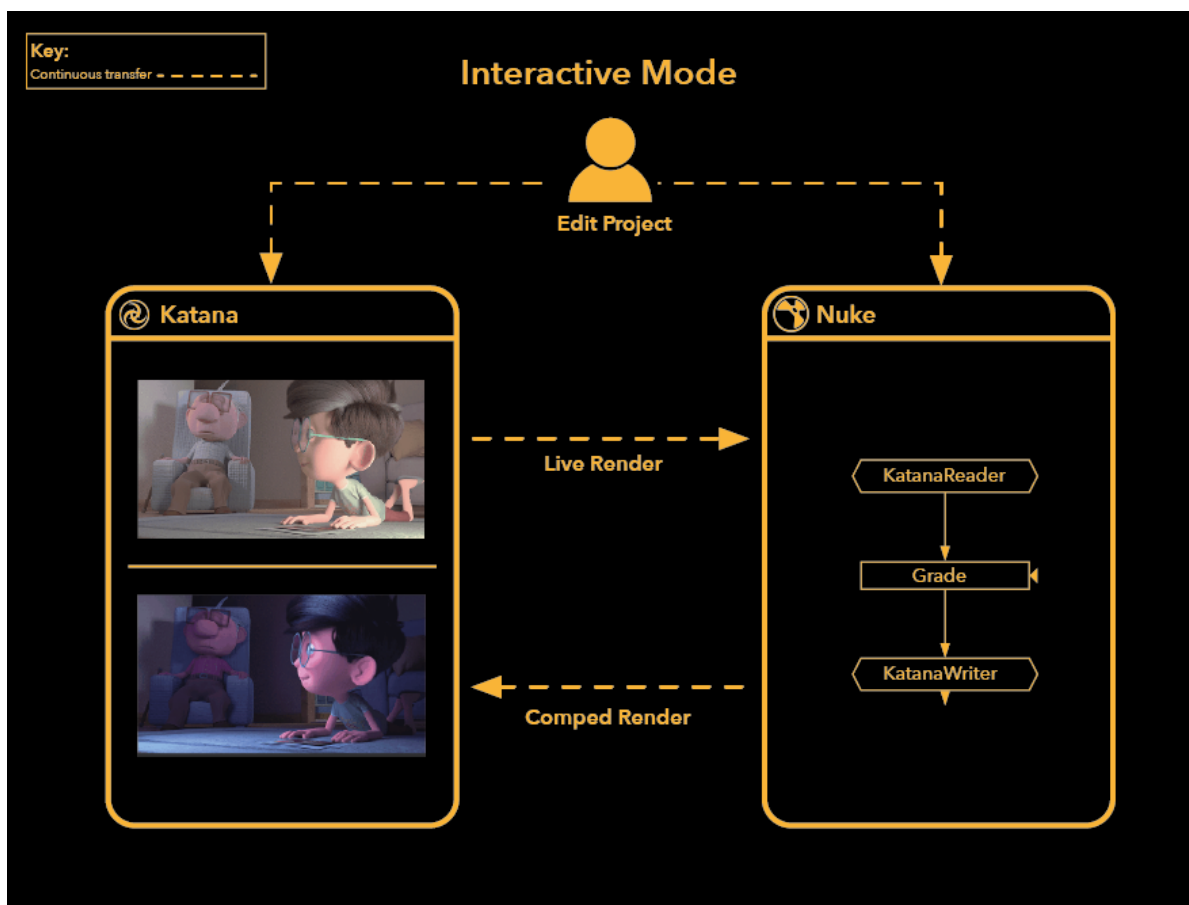 Key:
Continuous transfer
Interactive Mode
Edit Project
Katana
Nuke
Live Render
KatanaReader
Grade
KatanaWriter
Comped Render